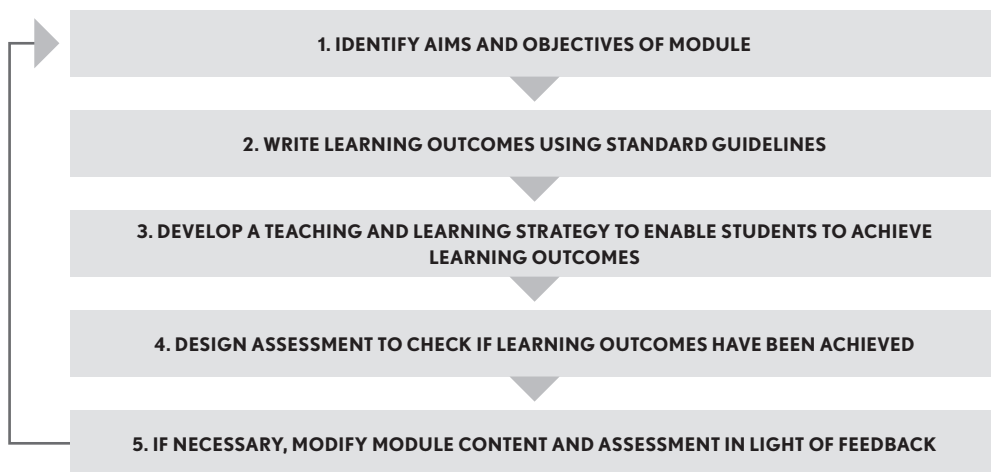 1. IDENTIFY AIMS AND OBJECTIVES OF MODULE
2. WRITE LEARNING OUTCOMES USING STANDARD GUIDELINES
3. DEVELOP A TEACHING AND LEARNING STRATEGY TO ENABLE STUDENTS TO ACHIEVE
LEARNING OUTCOMES
4. DESIGN ASSESSMENT TO CHECK IF LEARNING OUTCOMES HAVE BEEN ACHIEVED
5. IF NECESSARY, MODIFY MODULE CONTENT AND ASSESSMENT IN LIGHT OF FEEDBACK